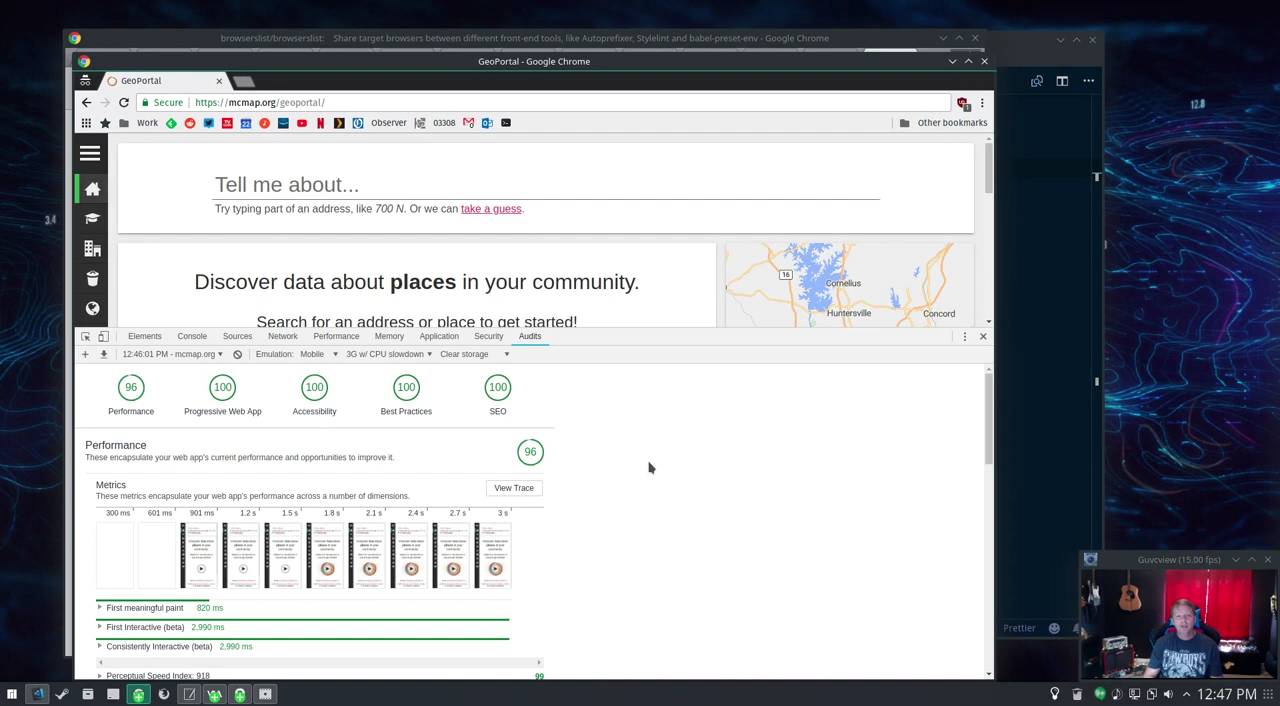 browserslist/browserslist: Share target browsers between different front-end tools, like Autoprefixer, Stylelint and babel-preset-env - Google Chrome
GeoPortal - Google Chrome
GeoPortal
Secure https://mcmap.org/geoportal/
Work
22
Observer
03308
Other bookmarks
Tell me about...
Try typing part of an address, like 700 N. Or we can take a guess.
Discover data about places in your community.
Search for an address or place to get started!
16
Cornelius
Huntersville
Concord
12.8
3.4
Elements Console Sources Network Performance Memory Application Security Audits
12:46:01 PM - mcmap.org Emulation: Mobile 3G w/ CPU slowdown Clear storage
96 100 100 100 100
Performance Progressive Web App Accessibility Best Practices SEO
Performance
These encapsulate your web app's current performance and opportunities to improve it.
96
Metrics
These metrics encapsulate your web app's performance across a number of dimensions.
View Trace
300 ms 601 ms 901 ms 1.2 s 1.5 s 1.8 s 2.1 s 2.4 s 2.7 s 3 s
First meaningful paint 820 ms
First Interactive (beta) 2,990 ms
Consistently Interactive (beta) 2,990 ms
Perceptual Speed Index: 918 99
Guvcview (15.00 fps)
Prettier
COWBOYS
12:47 PM